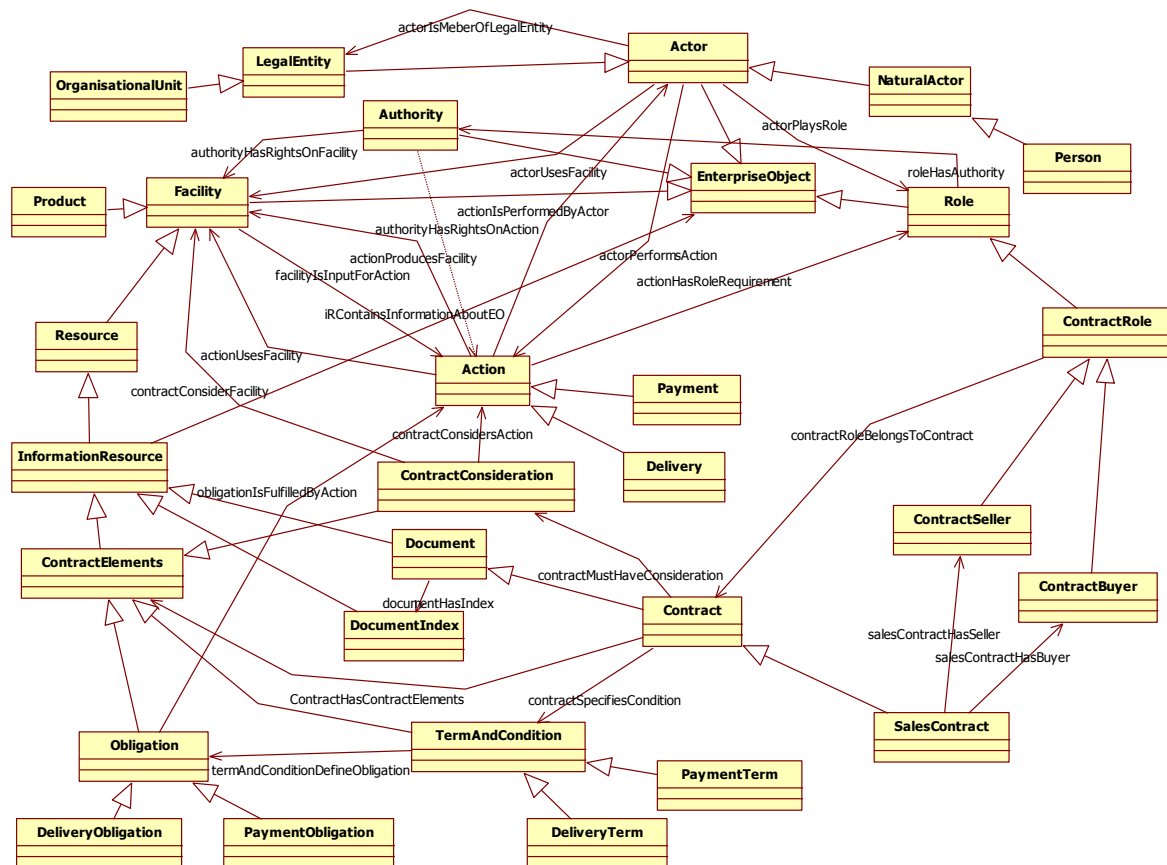 actorIsMeberOfLegalEntity
Actor
LegalEntity
OrganisationalUnit
NaturalActor
Authority
actorPlaysRole
authorityHasRightsOnFacility
Person
actorUsesFacility
EnterpriseObject
roleHasAuthority
Facility
Product
Role
actionIsPerformedByActor
authorityHasRightsOnAction
actionProducesFacility
actorPerformsAction
facilityIsInputForAction
actionHasRoleRequirement
iRContainsInformationAboutEO
ContractRole
Resource
actionUsesFacility
Action
Payment
contractConsiderFacility
contractConsidersAction
contractRoleBelongsToContract
InformationResource
ContractConsideration
Delivery
obligationIsFulfilledByAction
ContractSeller
Document
ContractElements
contractMustHaveConsideration
ContractBuyer
documentHasIndex
Contract
DocumentIndex
salesContractHasSeller
salesContractHasBuyer
ContractHasContractElements
contractSpecifiesCondition
SalesContract
Obligation
TermAndCondition
termAndConditionDefineObligation
PaymentTerm
DeliveryObligation
PaymentObligation
DeliveryTerm